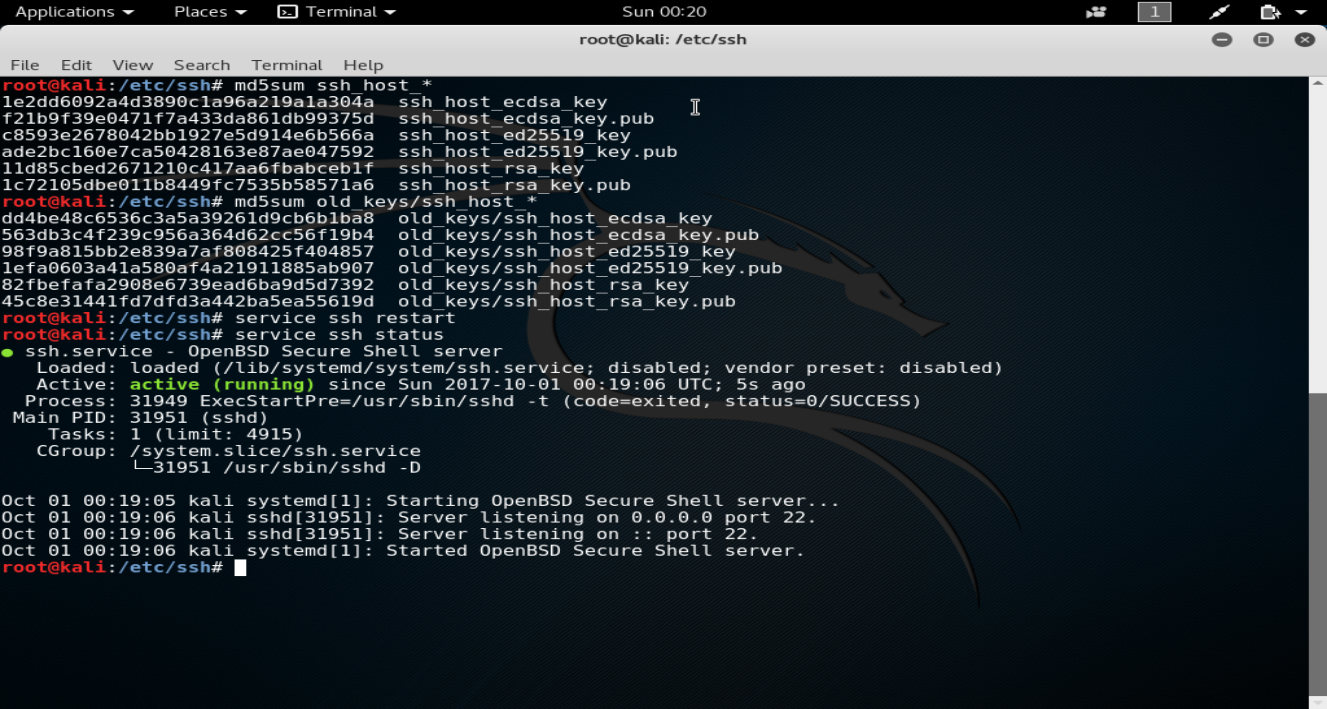 Applications Places Terminal Sun 00:20 1
root@kali: /etc/ssh
File Edit View Search Terminal Help
root@kali:/etc/ssh# md5sum ssh_host_*
1e2dd6092a4d3890c1a96a219a1a304a  ssh_host_ecdsa_key
f21b9f39e0471f7a433da861db99375d  ssh_host_ecdsa_key.pub
c8593e2678042bb1927e5d914e6b566a  ssh_host_ed25519_key
ade2bc160e7ca50428163e87ae047592  ssh_host_ed25519_key.pub
11d85cbed2671210c417aa6fbabceb1f  ssh_host_rsa_key
1c72105dbe011b8449fc7535b58571a6  ssh_host_rsa_key.pub
root@kali:/etc/ssh# md5sum old_keys/ssh_host_*
dd4be48c6536c3a5a39261d9cb6b1ba8  old_keys/ssh_host_ecdsa_key
563db3c4f239c956a364d62cc56f19b4  old_keys/ssh_host_ecdsa_key.pub
98f9a815bb2e839a7af808425f404857  old_keys/ssh_host_ed25519_key
1efa0603a41a580af4a21911885ab907  old_keys/ssh_host_ed25519_key.pub
82fbefafa2908e6739ead6ba9d5d7392  old_keys/ssh_host_rsa_key
45c8e31441fd7dfd3a442ba5ea55619d  old_keys/ssh_host_rsa_key.pub
root@kali:/etc/ssh# service ssh restart
root@kali:/etc/ssh# service ssh status
● ssh.service - OpenBSD Secure Shell server
   Loaded: loaded (/lib/systemd/system/ssh.service; disabled; vendor preset: disabled)
   Active: active (running) since Sun 2017-10-01 00:19:06 UTC; 5s ago
  Process: 31949 ExecStartPre=/usr/sbin/sshd -t (code=exited, status=0/SUCCESS)
 Main PID: 31951 (sshd)
    Tasks: 1 (limit: 4915)
   CGroup: /system.slice/ssh.service
           └─31951 /usr/sbin/sshd -D
Oct 01 00:19:05 kali systemd[1]: Starting OpenBSD Secure Shell server...
Oct 01 00:19:06 kali sshd[31951]: Server listening on 0.0.0.0 port 22.
Oct 01 00:19:06 kali sshd[31951]: Server listening on :: port 22.
Oct 01 00:19:06 kali systemd[1]: Started OpenBSD Secure Shell server.
root@kali:/etc/ssh#